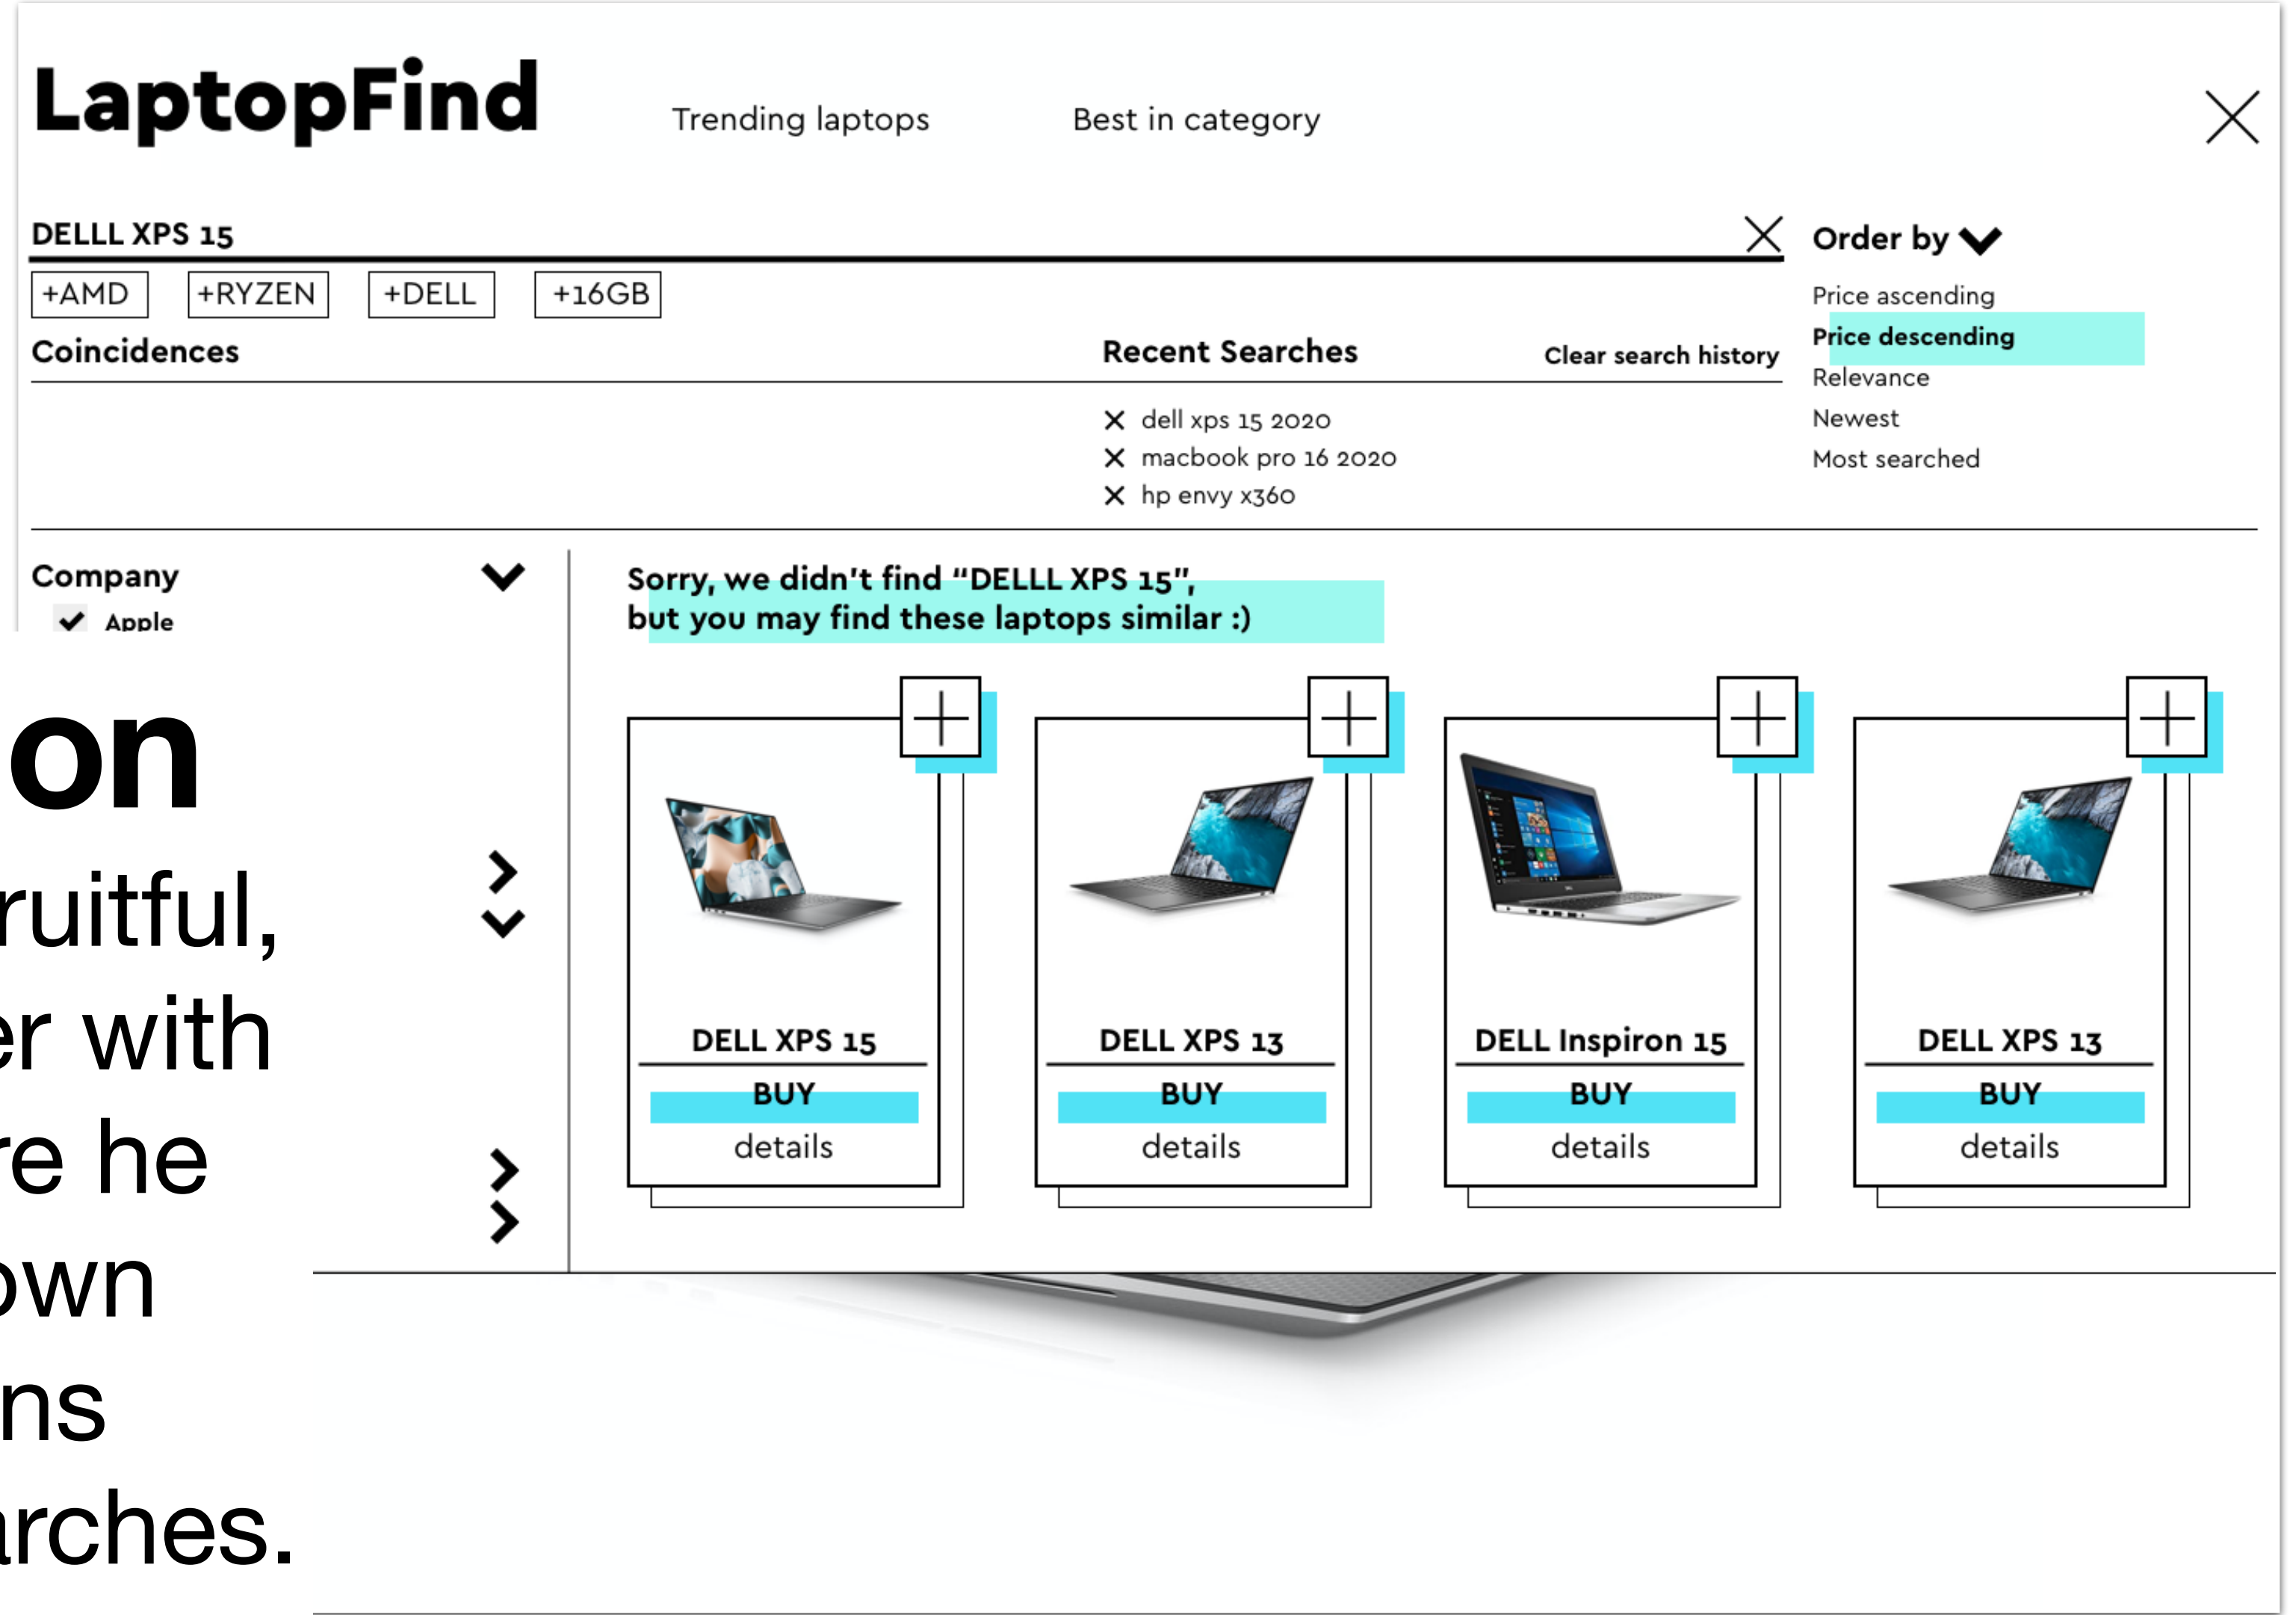 LaptopFind
Trending laptops
Best in category
DELLL XPS 15
Order by
+AMD
+RYZEN
+DELL
+16GB
Price ascending
Price descending
Relevance
Newest
Most searched
Coincidences
Recent Searches
Clear search history
dell xps 15 2020
macbook pro 16 2020
hp envy x360
Company
Apple
Sorry, we didn't find “DELLL XPS 15”,
but you may find these laptops similar :)
on
ruitful,
er with
re he
own
ns
arches.
DELL XPS 15
BUY
details
DELL XPS 13
BUY
details
DELL Inspiron 15
BUY
details
DELL XPS 13
BUY
details